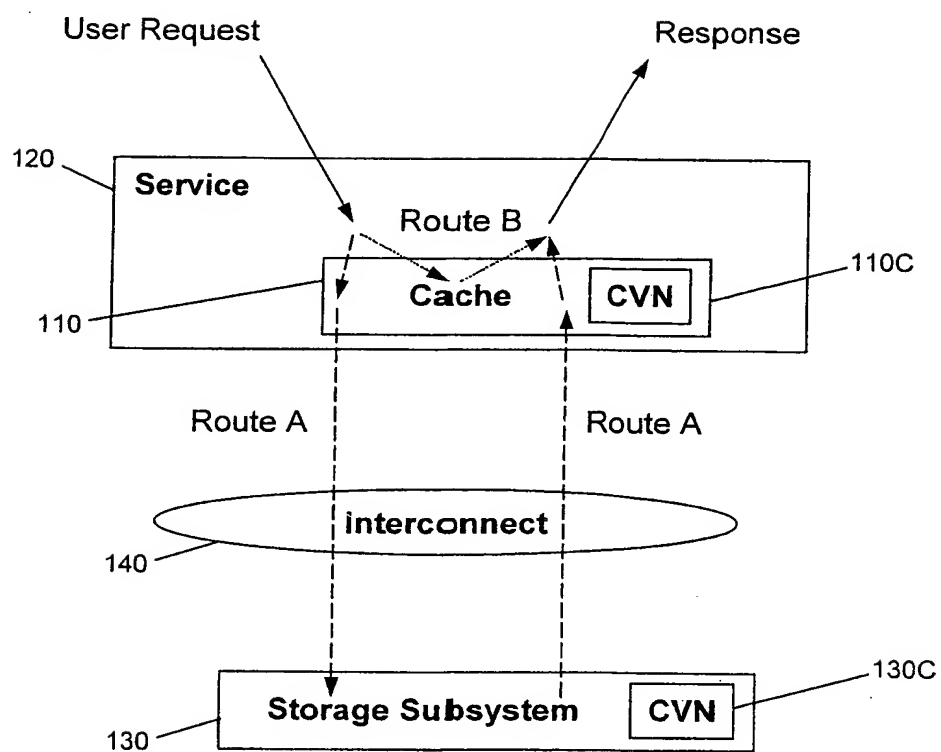 User Request
Response
120
Service
Route B
110C
Cache
CVN
110
Route A
Route A
Interconnect
140
130C
Storage Subsystem
CVN
130